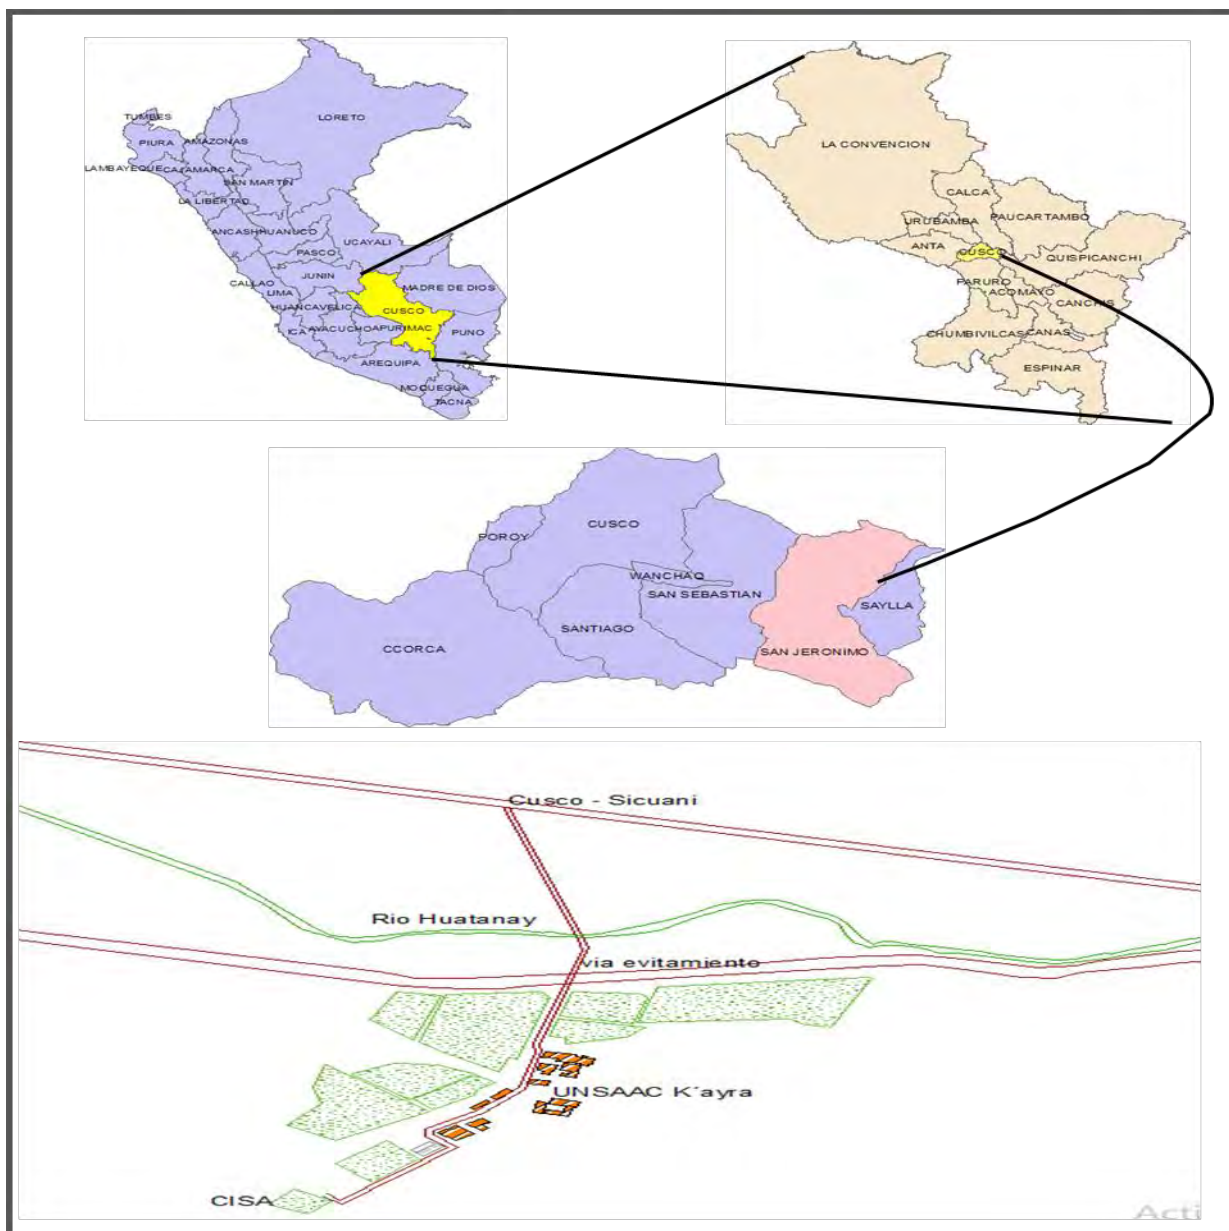 TUMBES
LORETO
PIURA
AMAZONAS
LAMBAYEQUE
CAJAMARCA
SAN MARTIN
LA LIBERTAD
ANCASH
HUANUCO
UCAYALI
PASCO
JUNIN
CALLAO
LIMA
MADRE DE DIOS
HUANCAVELICA
CUSCO
ICA
AYACUCHO
APURIMAC
PUNO
AREQUIPA
MOQUEGUA
TACNA
LA CONVENCION
CALCA
URUBAMBA
PAUCARTAMBO
ANTA
CUSCO
QUISPICANCHI
PARURO
ACOMAYO
CANCHIS
CHUMBIVILCAS
CANAS
ESPINAR
CUSCO
POROY
WANCHAQ
SAN SEBASTIAN
SAYLLA
SANTIAGO
CCORCA
SAN JERONIMO
Cusco - Sicuani
Rio Huatanay
via evitamiento
UNSAAC K´ayra
CISA
Acti